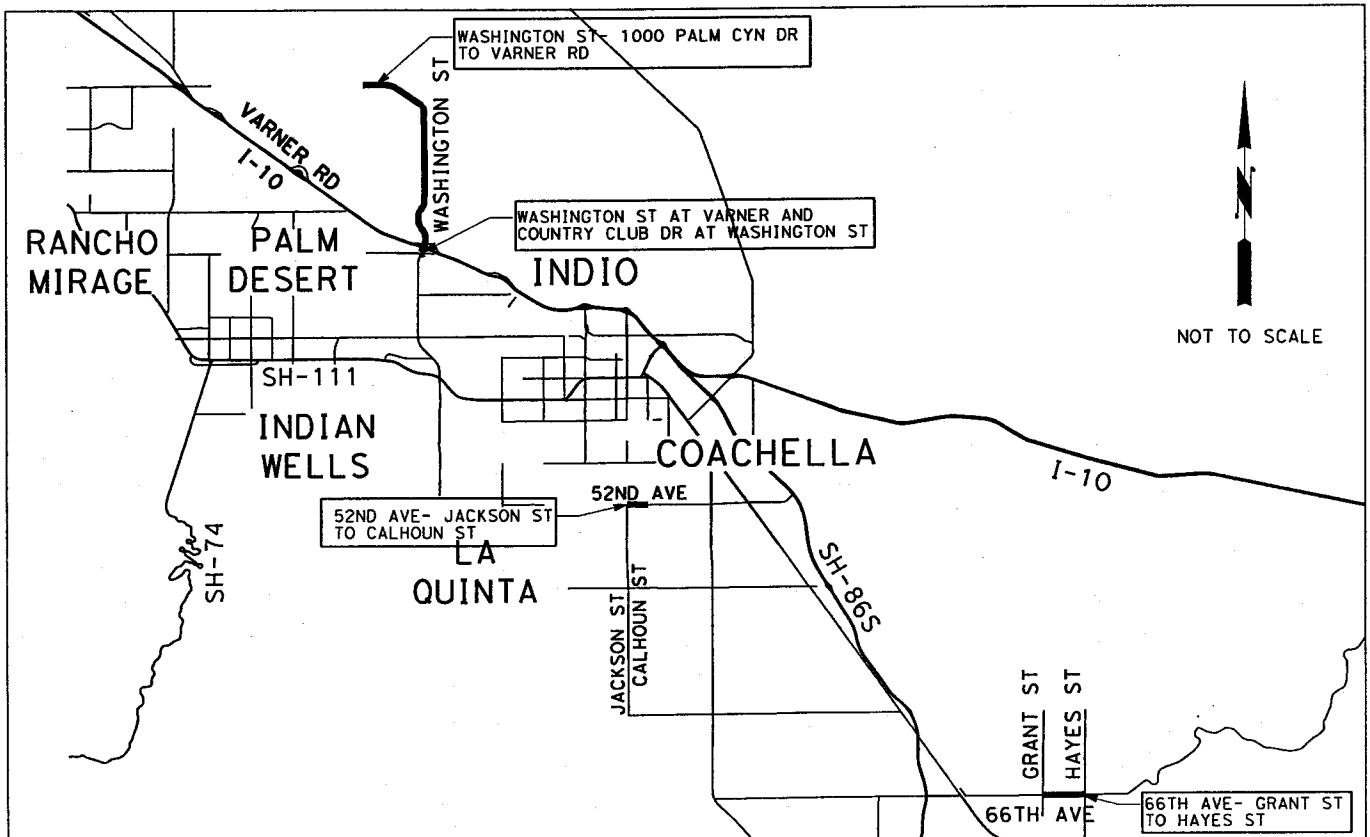 WASHINGTON ST- 1000 PALM CYN DR
TO VARNER RD
WASHINGTON ST
VARNER RD
I-10
WASHINGTON ST AT VARNER AND
COUNTRY CLUB DR AT WASHINGTON ST
RANCHO
MIRAGE
PALM
DESERT
INDIO
N
NOT TO SCALE
SH-111
INDIAN
WELLS
COACHELLA
I-10
52ND AVE
52ND AVE- JACKSON ST
TO CALHOUN ST
LA
QUINTA
SH-74
JACKSON ST
CALHOUN ST
SH-86S
GRANT ST
HAYES ST
66TH AVE
66TH AVE- GRANT ST
TO HAYES ST